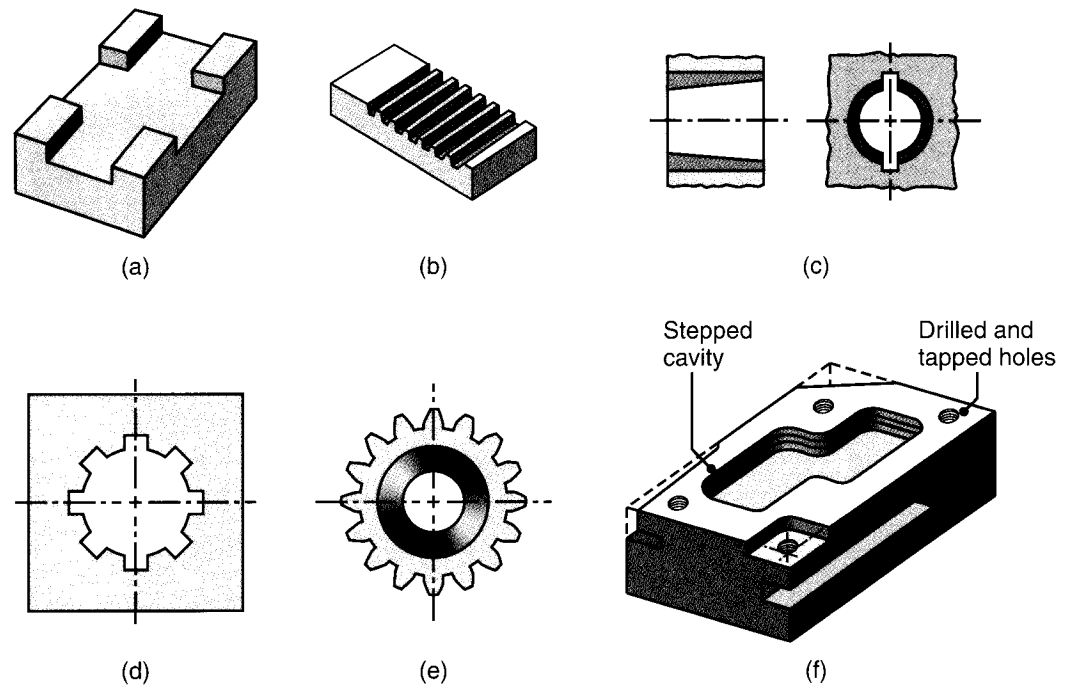 (a)
(b)
(c)
Stepped
cavity
Drilled and
tapped holes
(d)
(e)
(f)